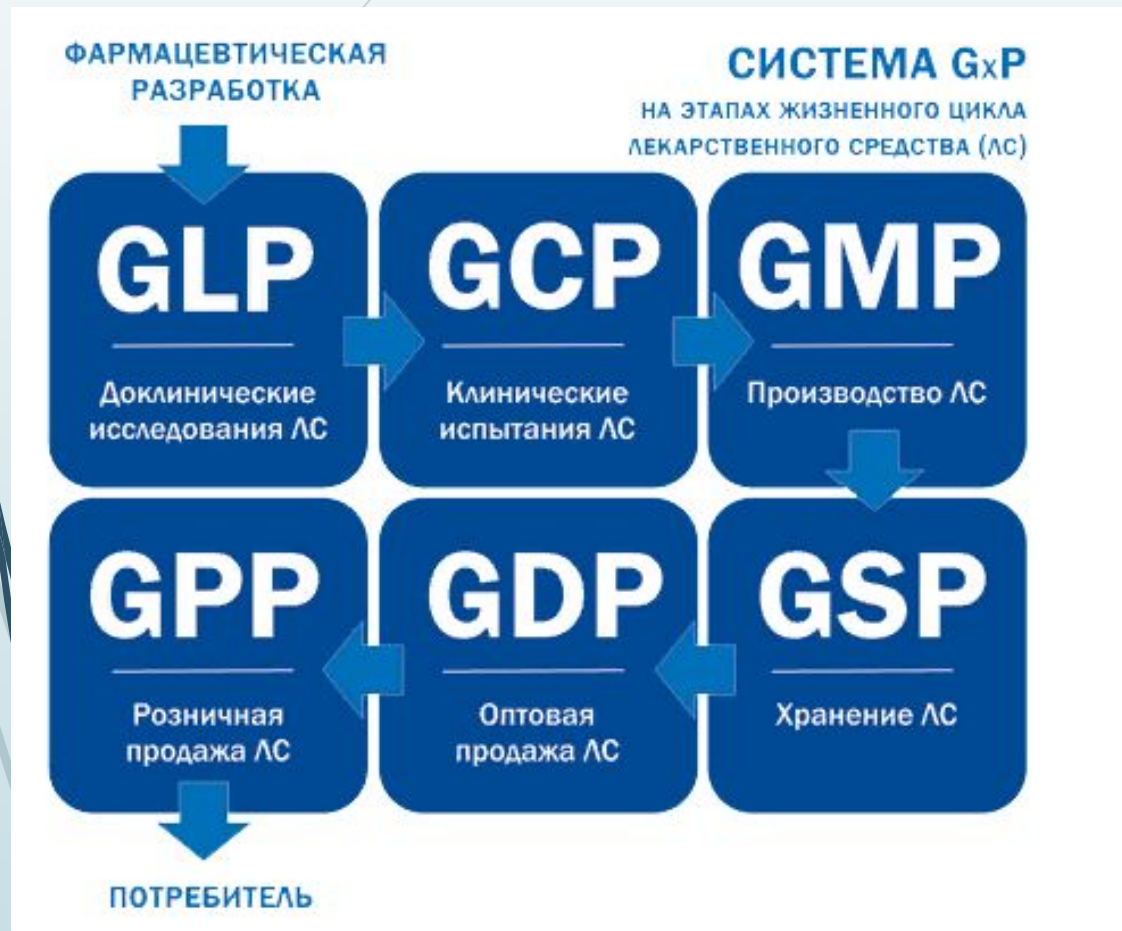 ФАРМАЦЕВТИЧЕСКАЯ
РАЗРАБОТКА
СИСТЕМА GxP
НА ЭТАПАХ ЖИЗНЕННОГО ЦИКЛА
ЛЕКАРСТВЕННОГО СРЕДСТВА (ЛС)
GLP
Доклинические
исследования ЛС
GCP
Клинические
испытания ЛС
GMP
Производство ЛС
GPP
Розничная
продажа ЛС
GDP
Оптовая
продажа ЛС
GSP
Хранение ЛС
ПОТРЕБИТЕЛЬ